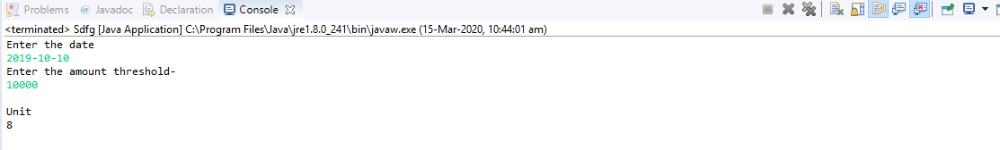 Problems @ Javadoc Declaration Console
<terminated> Sdfg [Java Application] C:\Program Files\Java\jre1.8.0_241\bin\javaw.exe (15-Mar-2020, 10:44:01 am)
Enter the date
2019-10-10
Enter the amount threshold-
10000
Unit
8